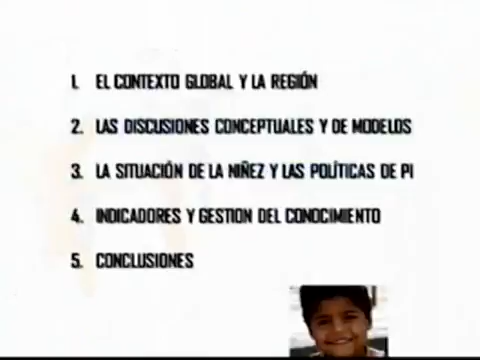 1. EL CONTEXTO GLOBAL Y LA REGIÓN
2. LAS DISCUSIONES CONCEPTUALES Y DE MODELOS
3. LA SITUACIÓN DE LA NIÑEZ Y LAS POLÍTICAS DE PI
4. INDICADORES Y GESTION DEL CONOCIMIENTO
5. CONCLUSIONES